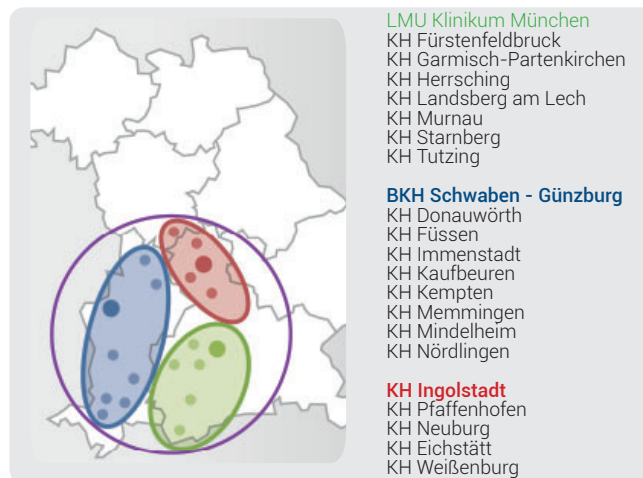 LMU Klinikum München
KH Fürstenfeldbruck
KH Garmisch-Partenkirchen
KH Herrsching
KH Landsberg am Lech
KH Murnau
KH Starnberg
KH Tutzing
BKH Schwaben - Günzburg
KH Donauwörth
KH Füssen
KH Immenstadt
KH Kaufbeuren
KH Kempten
KH Memmingen
KH Mindelheim
KH Nördlingen
KH Ingolstadt
KH Pfaffenhofen
KH Neuburg
KH Eichstätt
KH Weißenburg